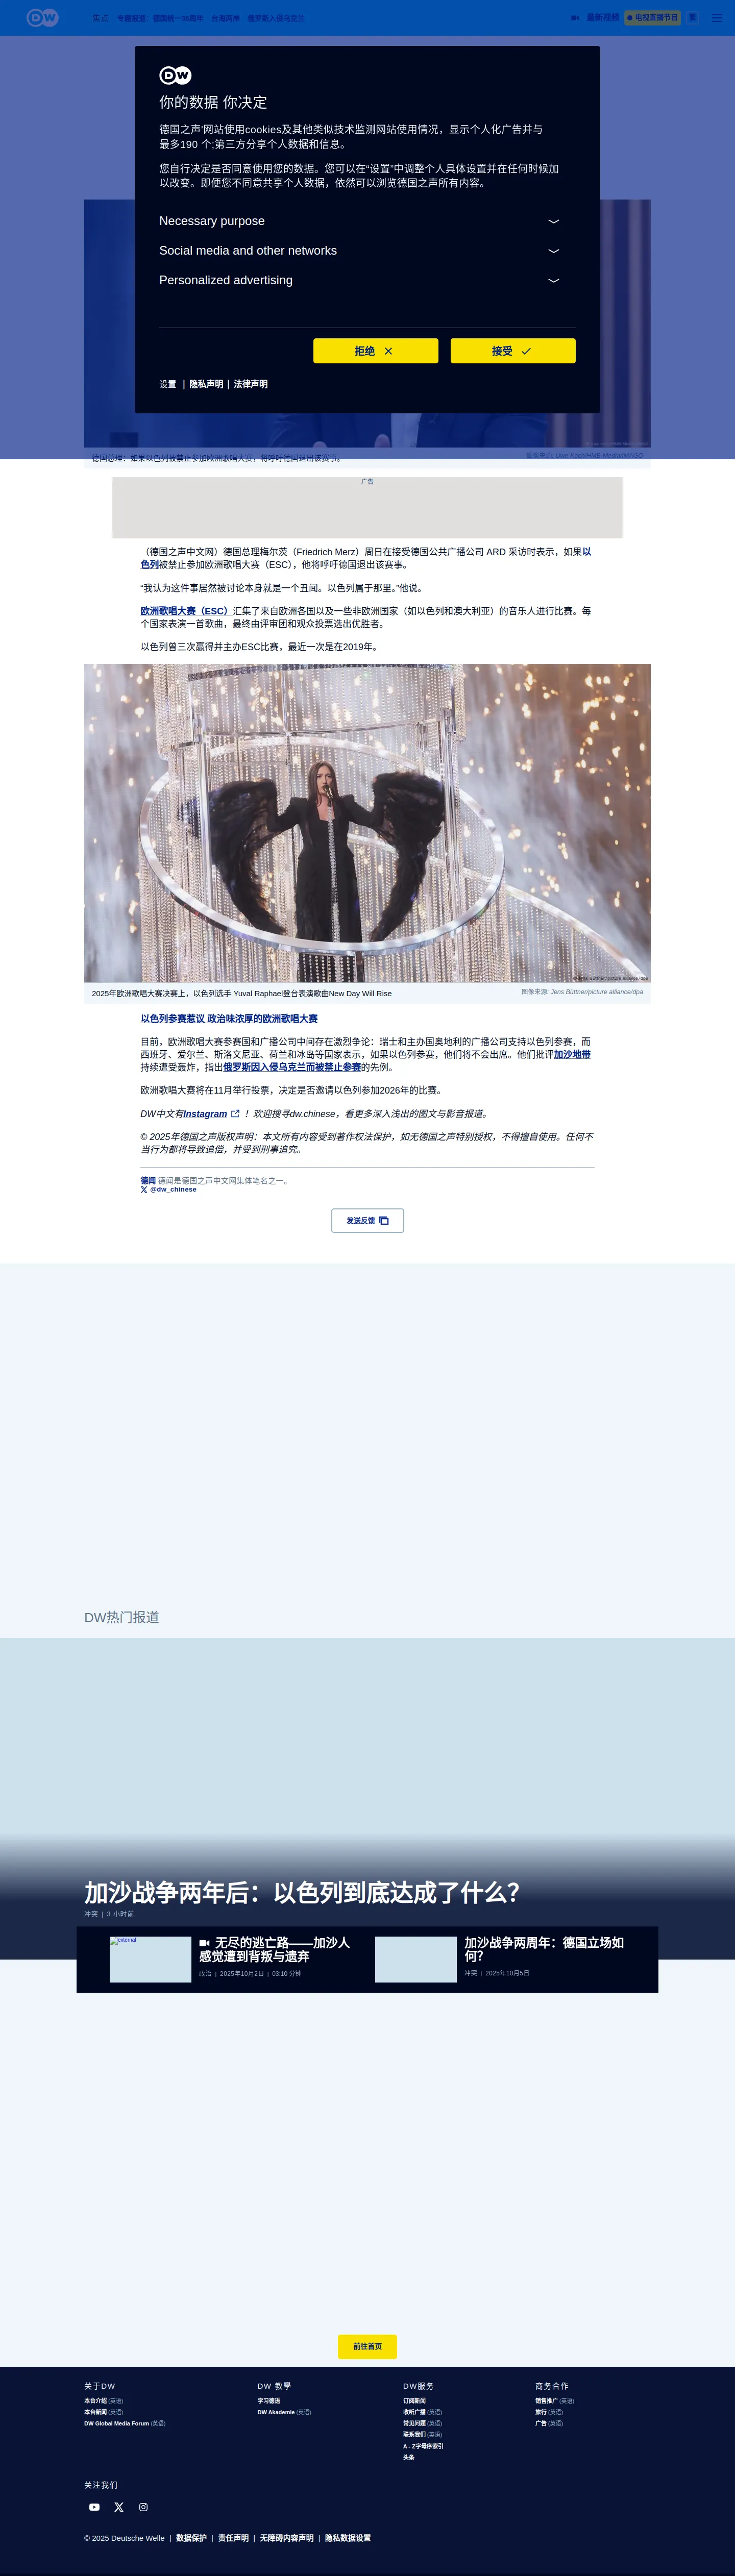 DW
焦点 专题报道：德国统一35周年 台海两岸 俄罗斯入侵乌克兰
最新视频 电视直播节目 繁
DW
你的数据 你决定
德国之声'网站使用cookies及其他类似技术监测网站使用情况，显示个人化广告并与
最多190 个;第三方分享个人数据和信息。
您自行决定是否同意使用您的数据。您可以在“设置”中调整个人具体设置并在任何时候加
以改变。即便您不同意共享个人数据，依然可以浏览德国之声所有内容。
Necessary purpose
Social media and other networks
Personalized advertising
拒绝 接受
设置 | 隐私声明 | 法律声明
德国总理：如果以色列被禁止参加欧洲歌唱大赛，将呼吁德国退出该赛事。
图像来源: Uwe Koch/HMB-Media/IMAGO
广告
（德国之声中文网）德国总理梅尔茨（Friedrich Merz）周日在接受德国公共广播公司 ARD 采访时表示，如果以
色列被禁止参加欧洲歌唱大赛（ESC），他将呼吁德国退出该赛事。
“我认为这件事居然被讨论本身就是一个丑闻。以色列属于那里。”他说。
欧洲歌唱大赛（ESC）汇集了来自欧洲各国以及一些非欧洲国家（如以色列和澳大利亚）的音乐人进行比赛。每
个国家表演一首歌曲，最终由评审团和观众投票选出优胜者。
以色列曾三次赢得并主办ESC比赛，最近一次是在2019年。
2025年欧洲歌唱大赛决赛上，以色列选手 Yuval Raphael登台表演歌曲New Day Will Rise
图像来源: Jens Büttner/picture alliance/dpa
以色列参赛惹议 政治味浓厚的欧洲歌唱大赛
目前，欧洲歌唱大赛参赛国和广播公司中间存在激烈争论：瑞士和主办国奥地利的广播公司支持以色列参赛，而
西班牙、爱尔兰、斯洛文尼亚、荷兰和冰岛等国家表示，如果以色列参赛，他们将不会出席。他们批评加沙地带
持续遭受轰炸，指出俄罗斯因入侵乌克兰而被禁止参赛的先例。
欧洲歌唱大赛将在11月举行投票，决定是否邀请以色列参加2026年的比赛。
DW中文有Instagram ！欢迎搜寻dw.chinese，看更多深入浅出的图文与影音报道。
© 2025年德国之声版权声明：本文所有内容受到著作权法保护，如无德国之声特别授权，不得擅自使用。任何不
当行为都将导致追偿，并受到刑事追究。
德闻 德闻是德国之声中文网集体笔名之一。
@dw_chinese
发送反馈
DW热门报道
加沙战争两年后：以色列到底达成了什么？
冲突 | 3 小时前
external
无尽的逃亡路——加沙人
感觉遭到背叛与遗弃
政治 | 2025年10月2日 | 03:10 分钟
加沙战争两周年：德国立场如
何？
冲突 | 2025年10月5日
前往首页
关于DW
本台介绍 (英语)
本台新闻 (英语)
DW Global Media Forum (英语)
DW 教學
学习德语
DW Akademie (英语)
DW服务
订阅新闻
收听广播 (英语)
常见问题 (英语)
联系我们 (英语)
A - Z字母序索引
头条
商务合作
销售推广 (英语)
旅行 (英语)
广告 (英语)
关注我们
© 2025 Deutsche Welle | 数据保护 | 责任声明 | 无障碍内容声明 | 隐私数据设置